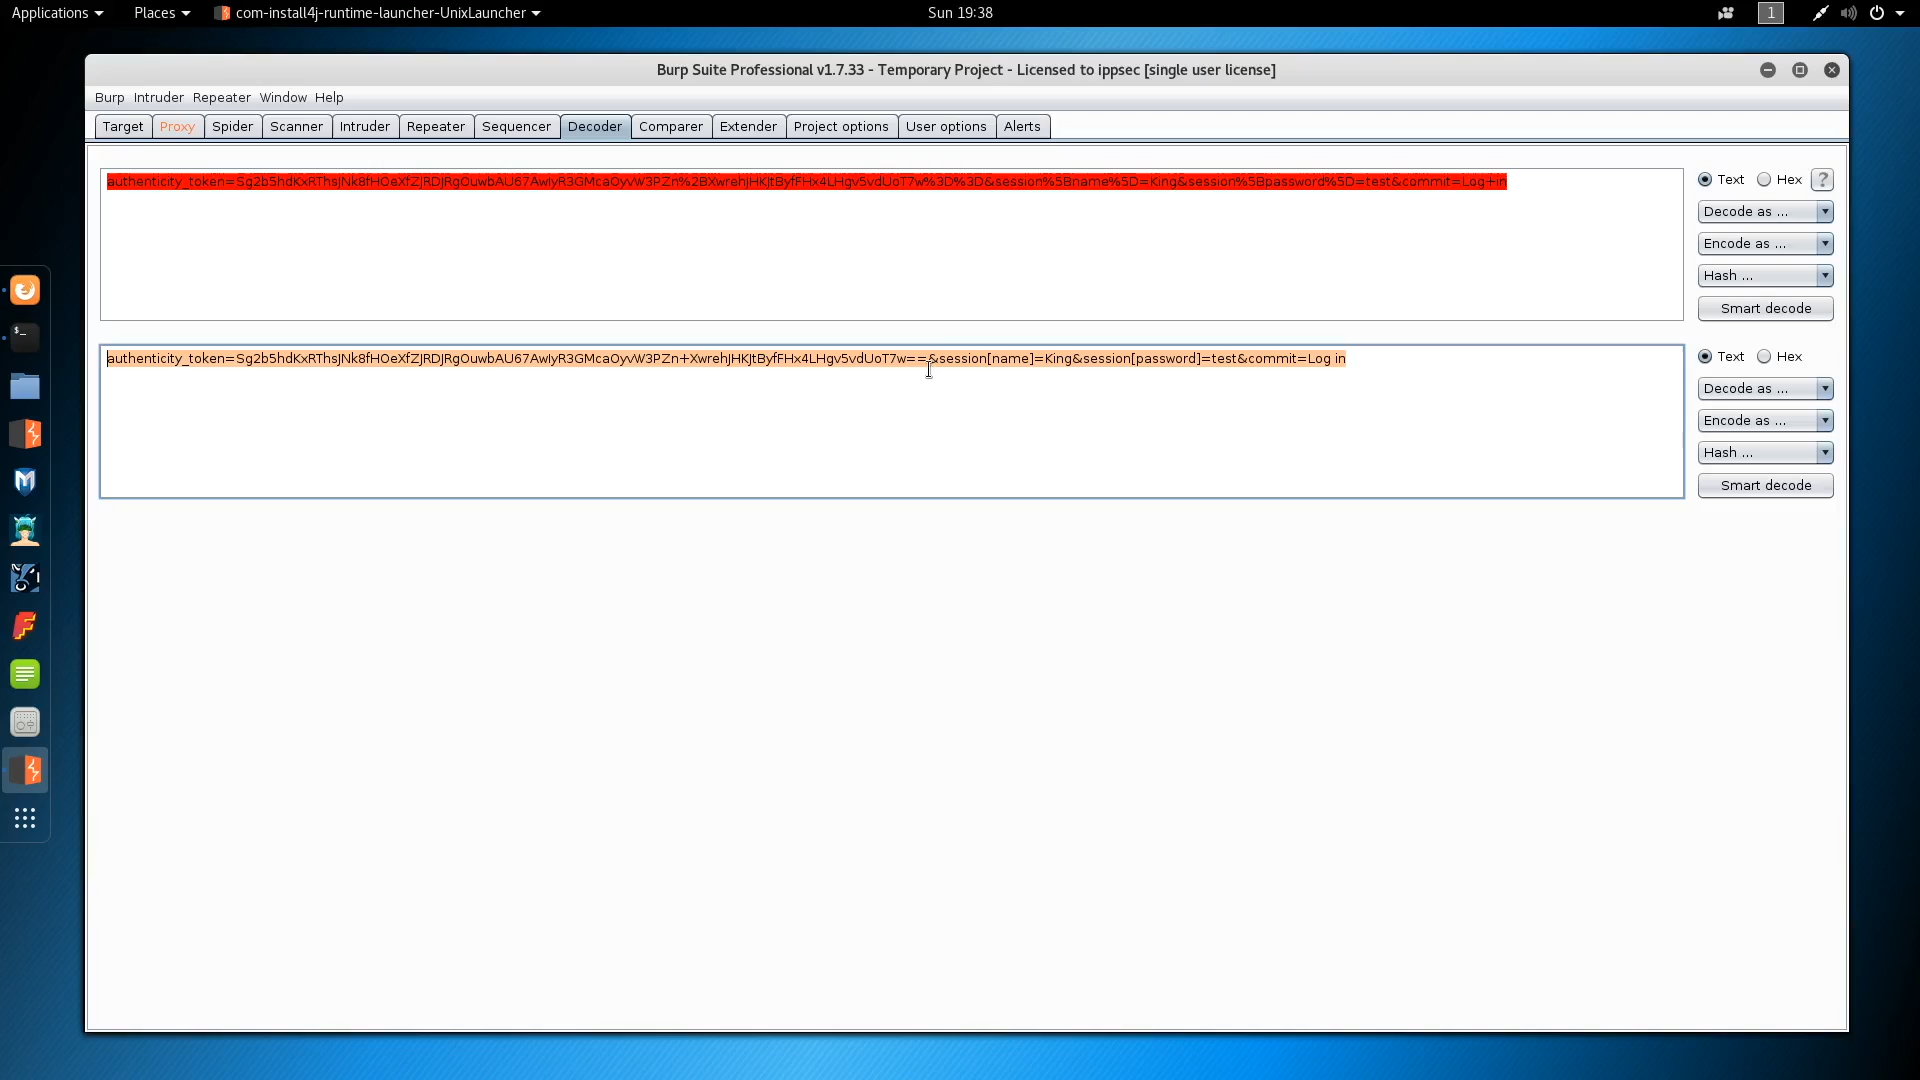 Applications Places com-install4j-runtime-launcher-UnixLauncher Sun 19:38 1
Burp Suite Professional v1.7.33 - Temporary Project - Licensed to ippsec [single user license]
Burp Intruder Repeater Window Help
Target Proxy Spider Scanner Intruder Repeater Sequencer Decoder Comparer Extender Project options User options Alerts
authenticity_token=Sg2b5hdKxRThsJNk8fHOeXfZJRDJRgOuwbAU67AwIyR3GMcaOyvW3PZn%2BXwrehJHKJtByfFHx4LHgv5vdUoT7w%3D%3D&session%5Bname%5D=King&session%5Bpassword%5D=test&commit=Log+in
Text Hex ?
Decode as ...
Encode as ...
Hash ...
Smart decode
authenticity_token=Sg2b5hdKxRThsJNk8fHOeXfZJRDJRgOuwbAU67AwIyR3GMcaOyvW3PZn+XwrehJHKJtByfFHx4LHgv5vdUoT7w==&session[name]=King&session[password]=test&commit=Log in
Text Hex
Decode as ...
Encode as ...
Hash ...
Smart decode